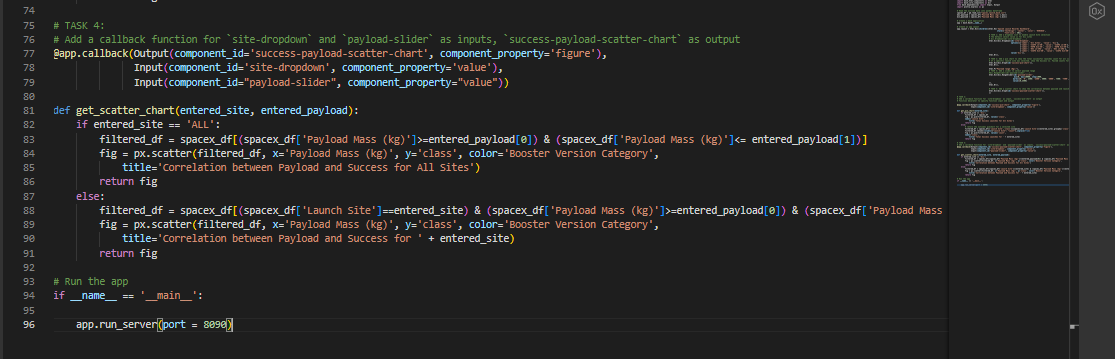 74
75 # TASK 4:
76 # Add a callback function for `site-dropdown` and `payload-slider` as inputs, `success-payload-scatter-chart` as output
77 @app.callback(Output(component_id='success-payload-scatter-chart', component_property='figure'),
78 Input(component_id='site-dropdown', component_property='value'),
79 Input(component_id="payload-slider", component_property="value"))
80
81 def get_scatter_chart(entered_site, entered_payload):
82 if entered_site == 'ALL':
83 filtered_df = spacex_df[(spacex_df['Payload Mass (kg)']>=entered_payload[0]) & (spacex_df['Payload Mass (kg)']<= entered_payload[1])]
84 fig = px.scatter(filtered_df, x='Payload Mass (kg)', y='class', color='Booster Version Category',
85 title='Correlation between Payload and Success for All Sites')
86 return fig
87 else:
88 filtered_df = spacex_df[(spacex_df['Launch Site']==entered_site) & (spacex_df['Payload Mass (kg)']>=entered_payload[0]) & (spacex_df['Payload Mass
89 fig = px.scatter(filtered_df, x='Payload Mass (kg)', y='class', color='Booster Version Category',
90 title='Correlation between Payload and Success for ' + entered_site)
91 return fig
92
93 # Run the app
94 if __name__ == '__main__':
95
96 app.run_server(port = 8090)
0x